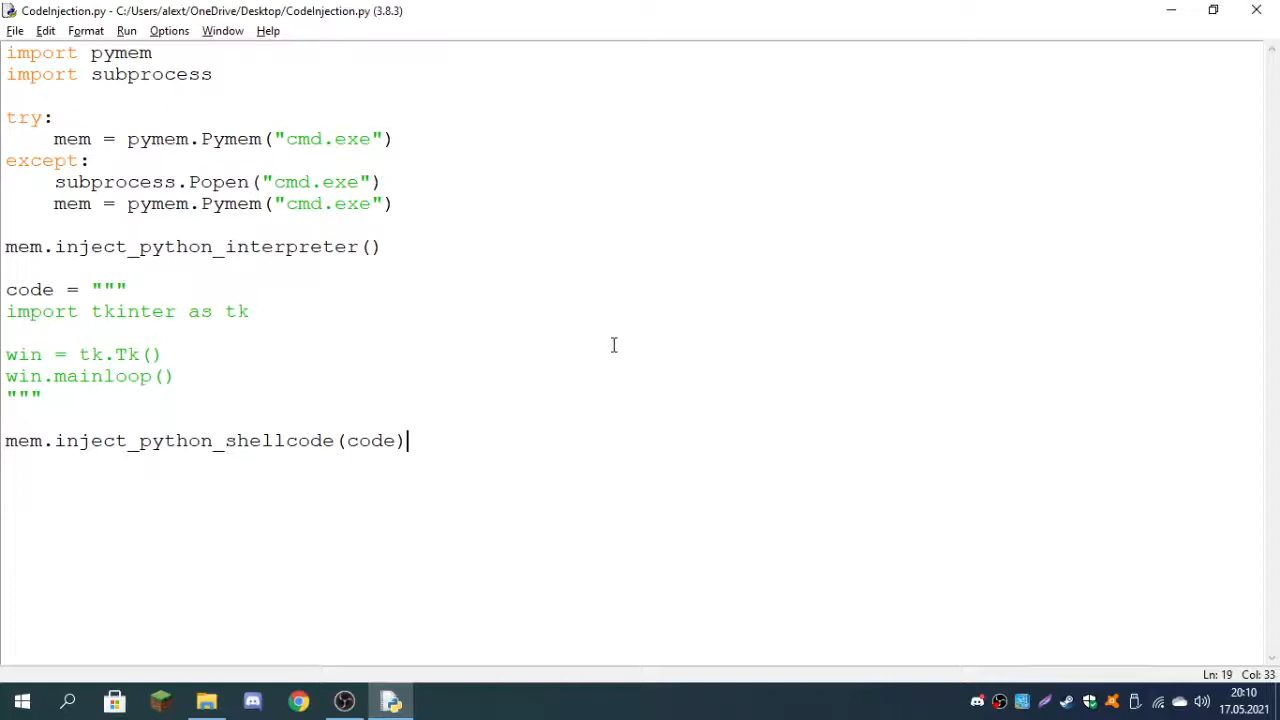 CodeInjection.py - C:/Users/alext/OneDrive/Desktop/CodeInjection.py (3.8.3)
File Edit Format Run Options Window Help
import pymem
import subprocess
try:
    mem = pymem.Pymem("cmd.exe")
except:
    subprocess.Popen("cmd.exe")
    mem = pymem.Pymem("cmd.exe")
mem.inject_python_interpreter()
code = """
import tkinter as tk
win = tk.Tk()
win.mainloop()
"""
mem.inject_python_shellcode(code)
Ln: 19 Col: 33
20:10
17.05.2021